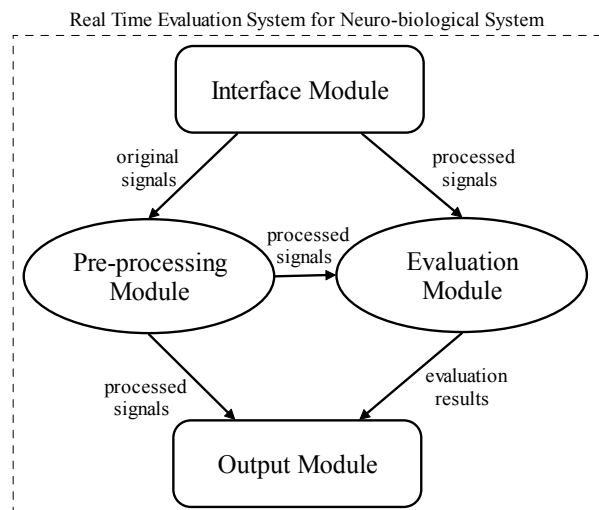 Real Time Evaluation System for Neuro-biological System
Interface Module
original
signals
processed
signals
Pre-processing
Module
processed
signals
Evaluation
Module
processed
signals
evaluation
results
Output Module